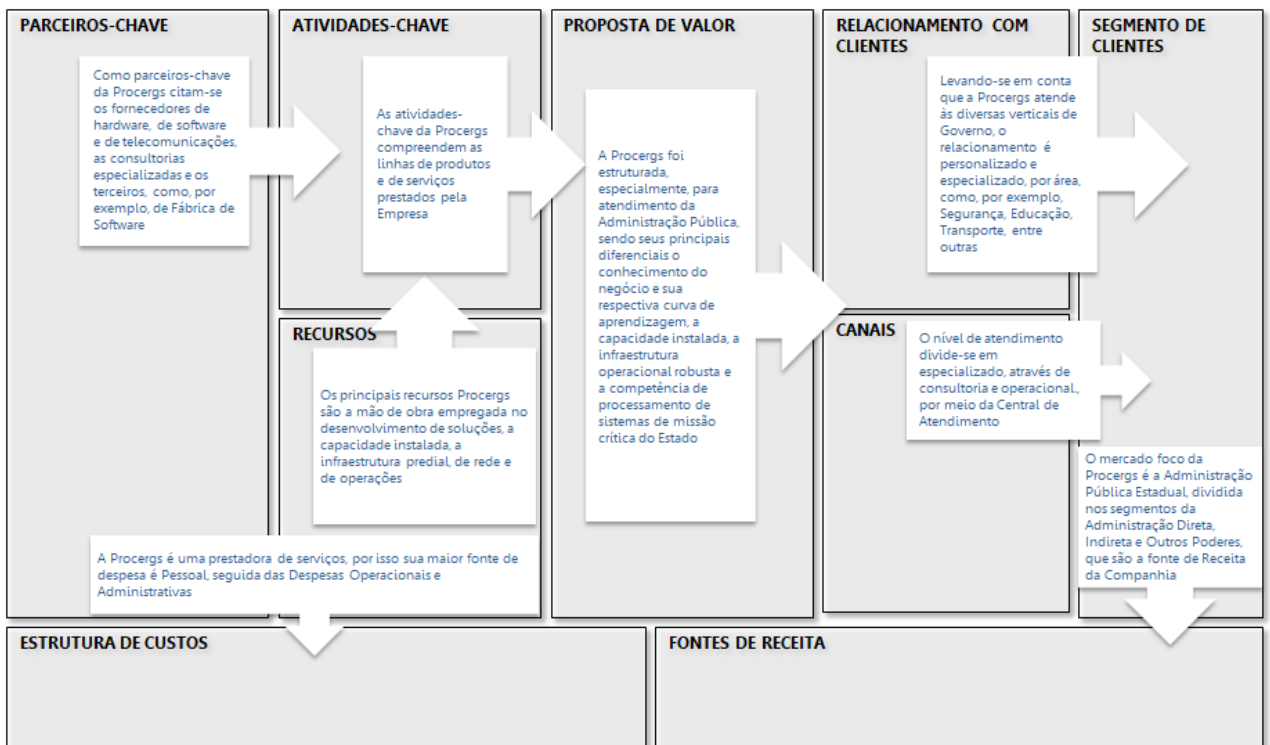 PARCEIROS-CHAVE
Como parceiros-chave
da Procergs citam-se
os fornecedores de
hardware, de software
e de telecomunicações,
as consultorias
especializadas e os
terceiros, como, por
exemplo, de Fábrica de
Software
ATIVIDADES-CHAVE
As atividades-
chave da Procergs
compreendem as
linhas de produtos
e de serviços
prestados pela
Empresa
RECURSOS
Os principais recursos Procergs
são a mão de obra empregada no
desenvolvimento de soluções, a
capacidade instalada, a
infraestrutura predial, de rede e
de operações
PROPOSTA DE VALOR
A Procergs foi
estruturada,
especialmente, para
atendimento da
Administração Pública,
sendo seus principais
diferenciais o
conhecimento do
negócio e sua
respectiva curva de
aprendizagem, a
capacidade instalada, a
infraestrutura
operacional robusta e
a competência de
processamento de
sistemas de missão
crítica do Estado
RELACIONAMENTO COM
CLIENTES
Levando-se em conta
que a Procergs atende
às diversas verticais de
Governo, o
relacionamento é
personalizado e
especializado, por área,
como, por exemplo,
Segurança, Educação,
Transporte, entre
outras
CANAIS
O nível de atendimento
divide-se em
especializado, através de
consultoria e operacional.,
por meio da Central de
Atendimento
SEGMENTO DE
CLIENTES
O mercado foco da
Procergs é a Administração
Pública Estadual, dividida
nos segmentos da
Administração Direta,
Indireta e Outros Poderes,
que são a fonte de Receita
da Companhia
A Procergs é uma prestadora de serviços, por isso sua maior fonte de
despesa é Pessoal, seguida das Despesas Operacionais e
Administrativas
ESTRUTURA DE CUSTOS
FONTES DE RECEITA